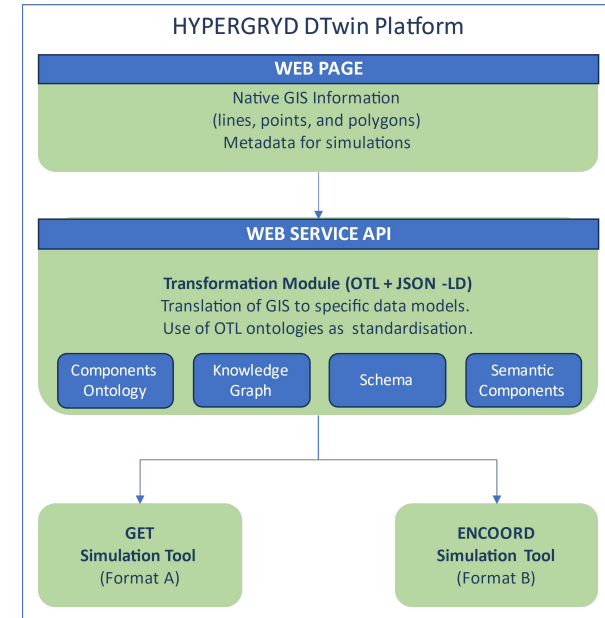 HYPERGRYD DTwin Platform
WEB PAGE
Native GIS Information
(lines, points, and polygons)
Metadata for simulations
WEB SERVICE API
Transformation Module (OTL + JSON -LD)
Translation of GIS to specific data models.
Use of OTL ontologies as standardisation.
Components
Ontology
Knowledge
Graph
Schema
Semantic
Components
GET
Simulation Tool
(Format A)
ENCOORD
Simulation Tool
(Format B)